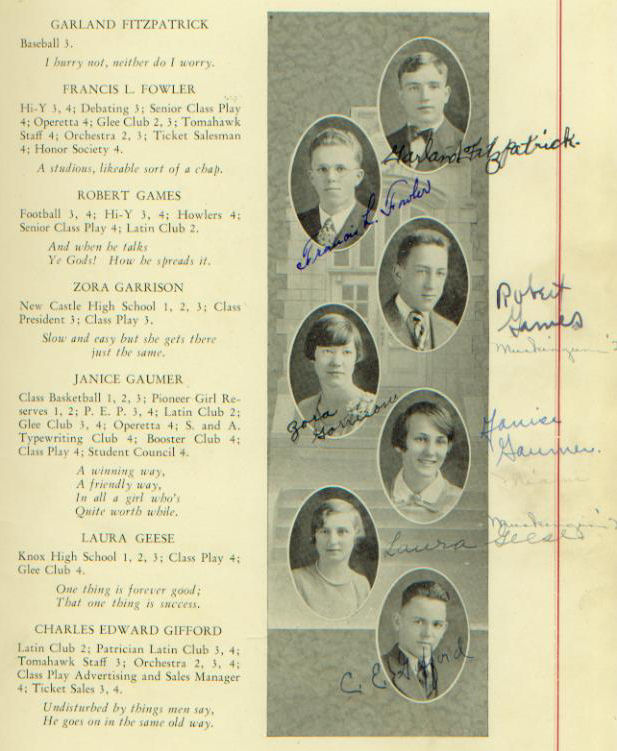 GARLAND FITZPATRICK
Baseball 3.
I hurry not, neither do I worry.
FRANCIS L. FOWLER
Hi-Y 3, 4; Debating 3; Senior Class Play
4; Operetta 4; Glee Club 2, 3; Tomahawk
Staff 4; Orchestra 2, 3; Ticket Salesman
4; Honor Society 4.
A studious, likeable sort of a chap.
ROBERT GAMES
Football 3, 4; Hi-Y 3, 4; Howlers 4;
Senior Class Play 4; Latin Club 2.
And when he talks
Ye Gods! How he spreads it.
ZORA GARRISON
New Castle High School 1, 2, 3; Class
President 3; Class Play 3.
Slow and easy but she gets there
just the same.
JANICE GAUMER
Class Basketball 1, 2, 3; Pioneer Girl Re-
serves 1, 2; P. E. P. 3, 4; Latin Club 2;
Glee Club 3, 4; Operetta 4; S. and A.
Typewriting Club 4; Booster Club 4;
Class Play 4; Student Council 4.
A winning way,
A friendly way,
In all a girl who's
Quite worth while.
LAURA GEESE
Knox High School 1, 2, 3; Class Play 4;
Glee Club 4.
One thing is forever good;
That one thing is success.
CHARLES EDWARD GIFFORD
Latin Club 2; Patrician Latin Club 3, 4;
Tomahawk Staff 3; Orchestra 2, 3, 4;
Class Play Advertising and Sales Manager
4; Ticket Sales 3, 4.
Undisturbed by things men say,
He goes on in the same old way.
Garland Fitzpatrick.
Francis L. Fowler
Robert
Games
Muskingum
Zora
Garrison
Janice
Gaumer.
Muskingum
Laura Geese
C. E. Gifford